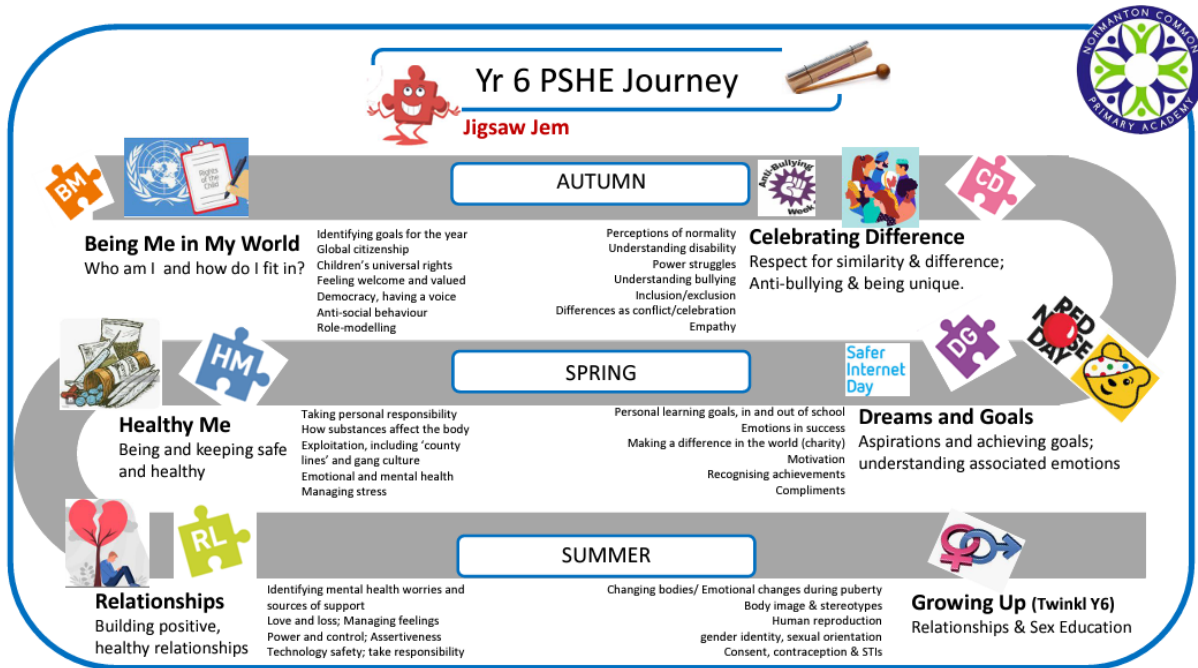 NORMANTON COMMON
PRIMARY ACADEMY
Yr 6 PSHE Journey
Jigsaw Jem
BM
Rights
of the
Child
AUTUMN
Anti-Bullying
Week
CD
Being Me in My World
Who am I and how do I fit in?
Identifying goals for the year
Global citizenship
Children's universal rights
Feeling welcome and valued
Democracy, having a voice
Anti-social behaviour
Role-modelling
Perceptions of normality
Understanding disability
Power struggles
Understanding bullying
Inclusion/exclusion
Differences as conflict/celebration
Empathy
Celebrating Difference
Respect for similarity & difference;
Anti-bullying & being unique.
HM
SPRING
Safer
Internet
Day
DG
RED
NOSE
DAY
Healthy Me
Being and keeping safe
and healthy
Taking personal responsibility
How substances affect the body
Exploitation, including ‘county
lines’ and gang culture
Emotional and mental health
Managing stress
Personal learning goals, in and out of school
Emotions in success
Making a difference in the world (charity)
Motivation
Recognising achievements
Compliments
Dreams and Goals
Aspirations and achieving goals;
understanding associated emotions
RL
SUMMER
Relationships
Building positive,
healthy relationships
Identifying mental health worries and
sources of support
Love and loss; Managing feelings
Power and control; Assertiveness
Technology safety; take responsibility
Changing bodies/ Emotional changes during puberty
Body image & stereotypes
Human reproduction
gender identity, sexual orientation
Consent, contraception & STIs
Growing Up (Twinkl Y6)
Relationships & Sex Education